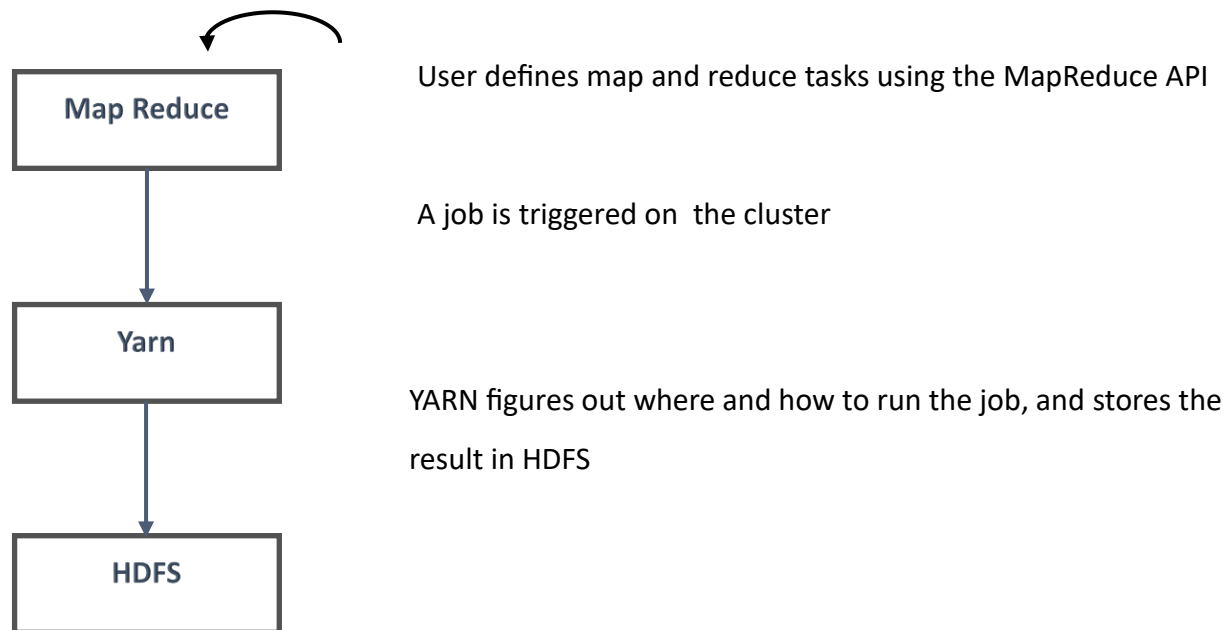 User defines map and reduce tasks using the MapReduce API
Map Reduce
A job is triggered on  the cluster
Yarn
YARN figures out where and how to run the job, and stores the
result in HDFS
HDFS